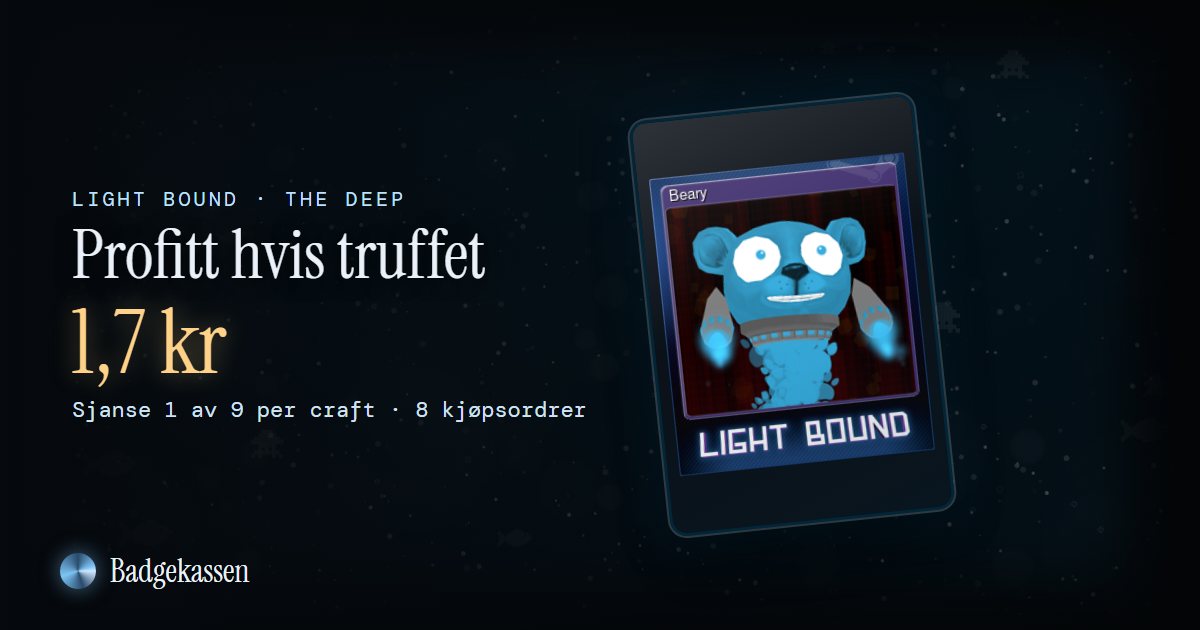 LIGHT BOUND · THE DEEP
Profitt hvis truffet
1,7 kr
Sjanse 1 av 9 per craft · 8 kjøpsordrer
Badgekassen
Beary
LIGHT BOUND